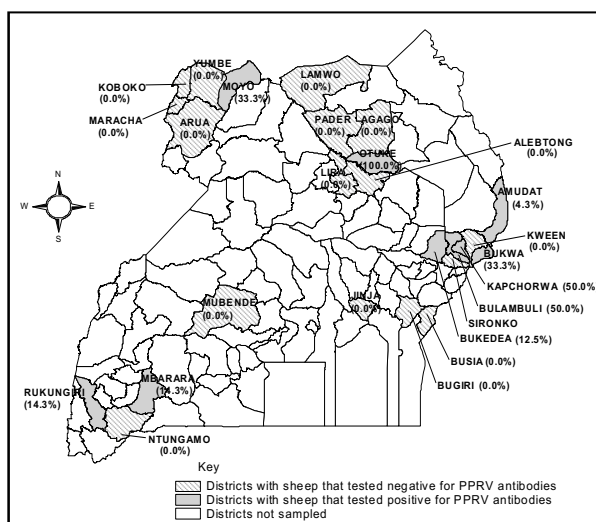 YUMBE
(0.0%)
LAMWO
(0.0%)
KOBOKO
(0.0%)
MOYO
(33.3%)
MARACHA
(0.0%)
ARUA
(0.0%)
PADER
(0.0%)
AGAGO
(0.0%)
ALEBTONG
(0.0%)
OTUKE
(100.0%)
LIRA
(0.0%)
AMUDAT
(4.3%)
N
W
E
S
KWEEN
(0.0%)
BUKWA
(33.3%)
KAPCHORWA (50.0%)
BULAMBULI (50.0%)
SIRONKO
BUKEDEA (12.5%)
MUBENDE
(0.0%)
JINJA
(0.0%)
BUSIA (0.0%)
BUGIRI (0.0%)
RUKUNGIRI
(14.3%)
MBARARA
(14.3%)
NTUNGAMO
(0.0%)
Key
Districts with sheep that tested negative for PPRV antibodies
Districts with sheep that tested positive for PPRV antibodies
Districts not sampled